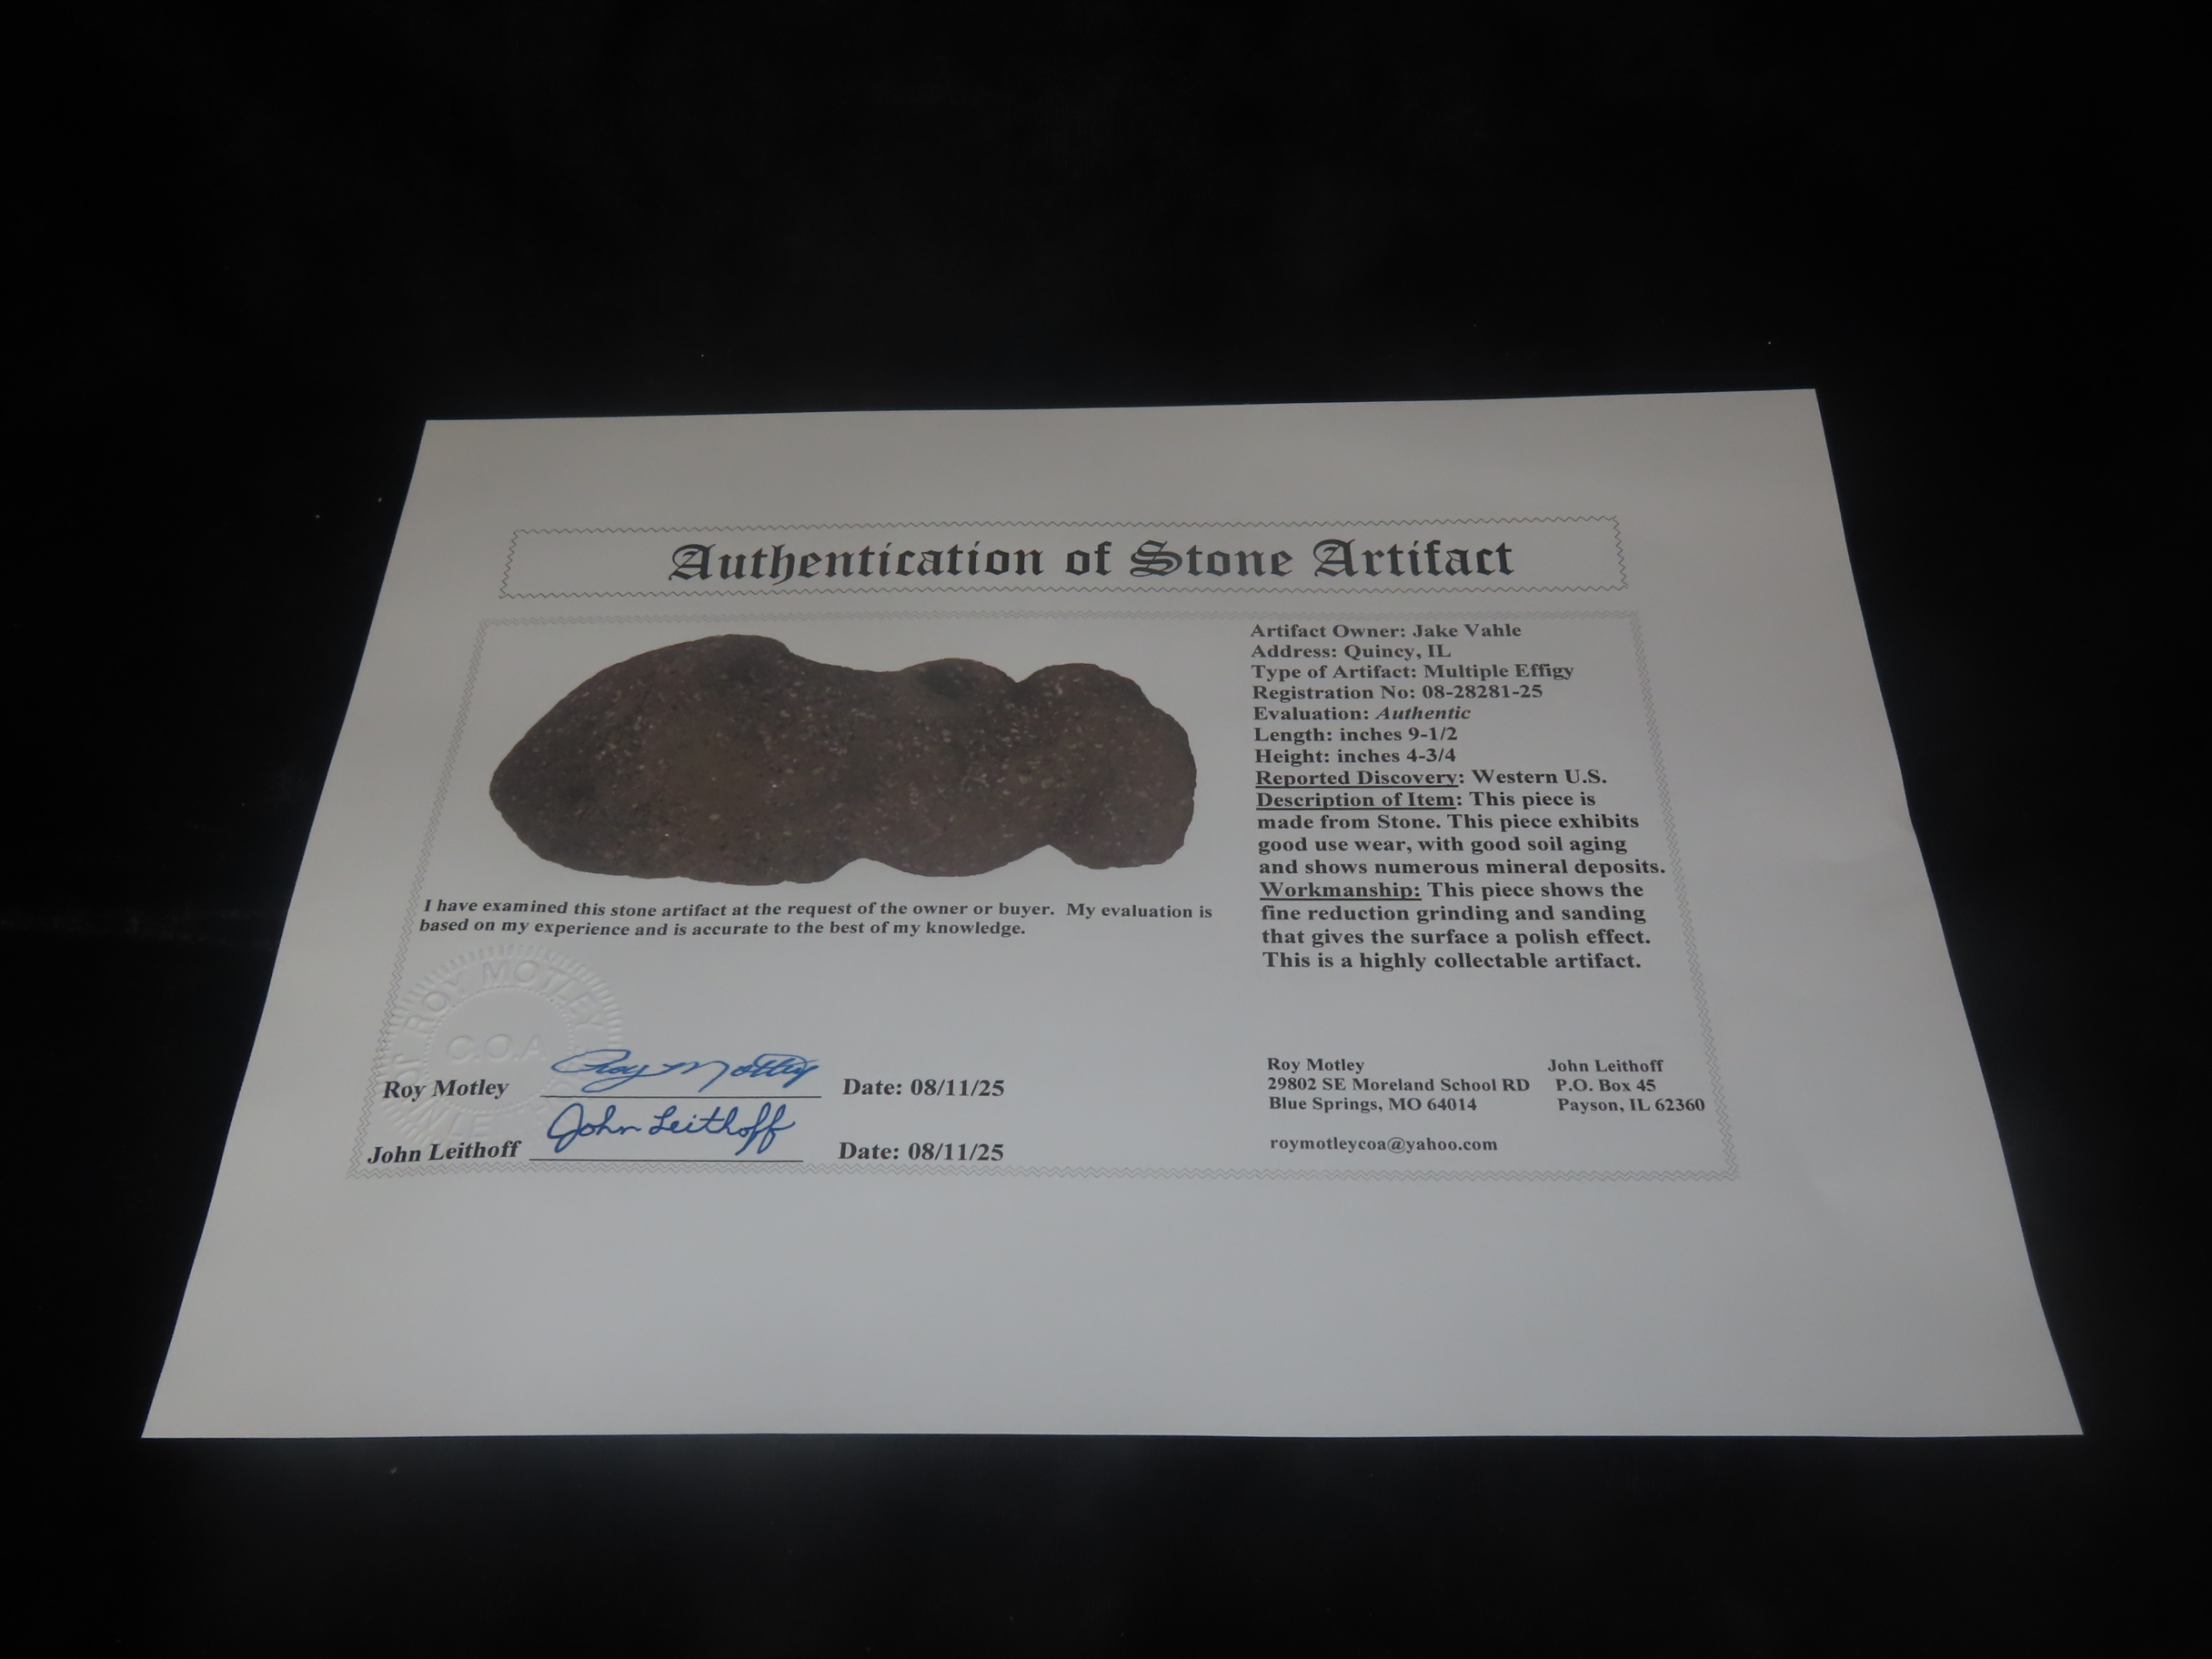 Authentication of Stone Artifact
Artifact Owner: Jake Vahle
Address: Quincy, IL
Type of Artifact: Multiple Effigy
Registration No: 08-28281-25
Evaluation: Authentic
Length: inches 9-1/2
Height: inches 4-3/4
Reported Discovery: Western U.S.
Description of Item: This piece is
made from Stone. This piece exhibits
good use wear, with good soil aging
and shows numerous mineral deposits.
Workmanship: This piece shows the
fine reduction grinding and sanding
that gives the surface a polish effect.
This is a highly collectable artifact.
I have examined this stone artifact at the request of the owner or buyer. My evaluation is
based on my experience and is accurate to the best of my knowledge.
ROY MOTLEY
C.O.A
Roy Motley Roy Motley Date: 08/11/25
John Leithoff John Leithoff Date: 08/11/25
Roy Motley
29802 SE Moreland School RD
Blue Springs, MO 64014
roymotleycoa@yahoo.com
John Leithoff
P.O. Box 45
Payson, IL 62360